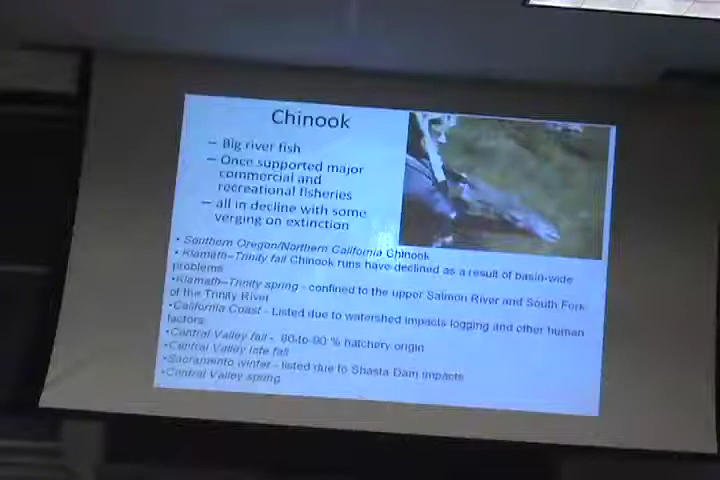 Chinook
– Big river fish
– Once supported major
commercial and
recreational fisheries
– all in decline with some
verging on extinction
• Southern Oregon/Northern California Chinook
• Klamath–Trinity fall Chinook runs have declined as a result of basin-wide
problems
•Klamath–Trinity spring - confined to the upper Salmon River and South Fork
of the Trinity River
•California Coast - Listed due to watershed impacts logging and other human
factors
•Central Valley fall - 80-to-90 % hatchery origin
•Central Valley late fall
•Sacramento winter - listed due to Shasta Dam impacts
•Central Valley spring